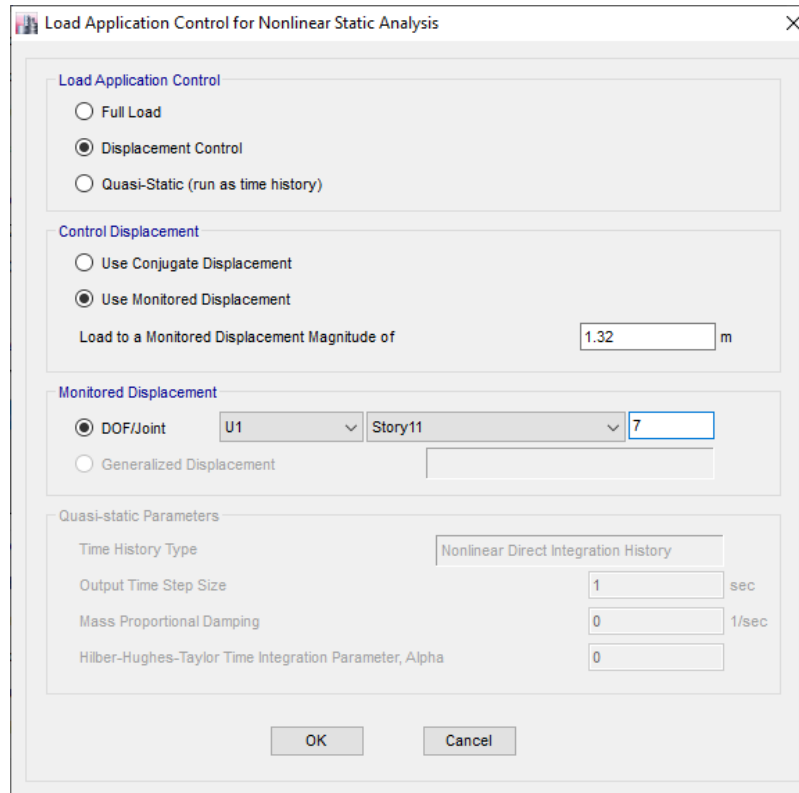 Load Application Control for Nonlinear Static Analysis
Load Application Control
Full Load
Displacement Control
Quasi-Static (run as time history)
Control Displacement
Use Conjugate Displacement
Use Monitored Displacement
Load to a Monitored Displacement Magnitude of 1.32 m
Monitored Displacement
DOF/Joint U1 Story11 7
Generalized Displacement
Quasi-static Parameters
Time History Type Nonlinear Direct Integration History
Output Time Step Size 1 sec
Mass Proportional Damping 0 1/sec
Hilber-Hughes-Taylor Time Integration Parameter, Alpha 0
OK Cancel